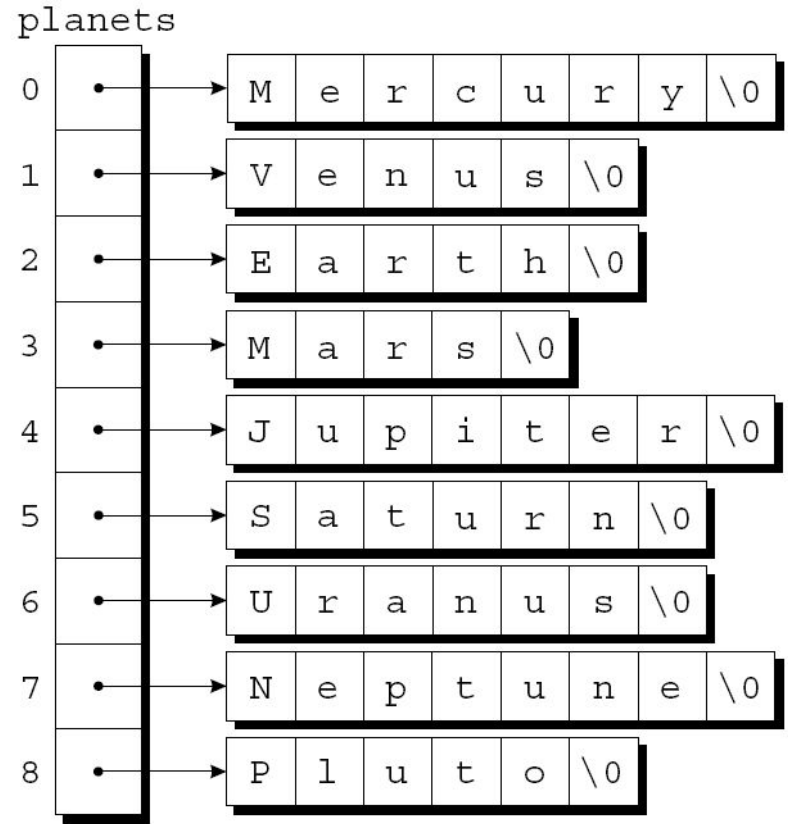 planets
0 M e r c u r y \0
1 V e n u s \0
2 E a r t h \0
3 M a r s \0
4 J u p i t e r \0
5 S a t u r n \0
6 U r a n u s \0
7 N e p t u n e \0
8 P l u t o \0